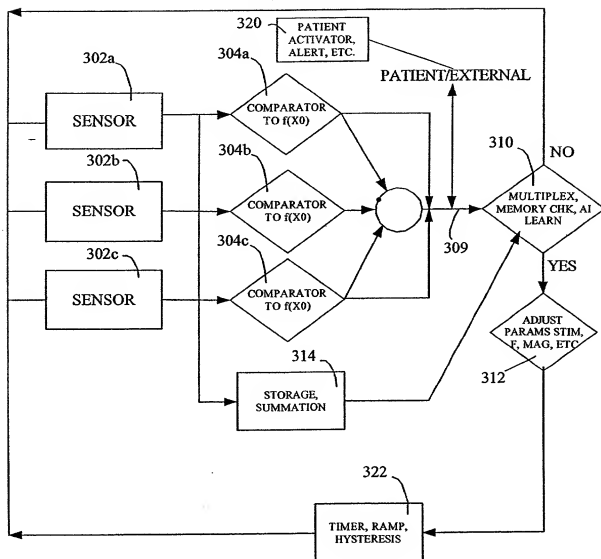 320
PATIENT
ACTIVATOR,
ALERT, ETC.
PATIENT/EXTERNAL
302a
SENSOR
304a
COMPARATOR
TO f(X0)
302b
SENSOR
304b
COMPARATOR
TO f(X0)
302c
SENSOR
304c
COMPARATOR
TO f(X0)
309
310
NO
MULTIPLEX,
MEMORY CHK, AI
LEARN
YES
ADJUST
PARAMS STIM,
F, MAG, ETC
312
314
STORAGE,
SUMMATION
322
TIMER, RAMP,
HYSTERESIS